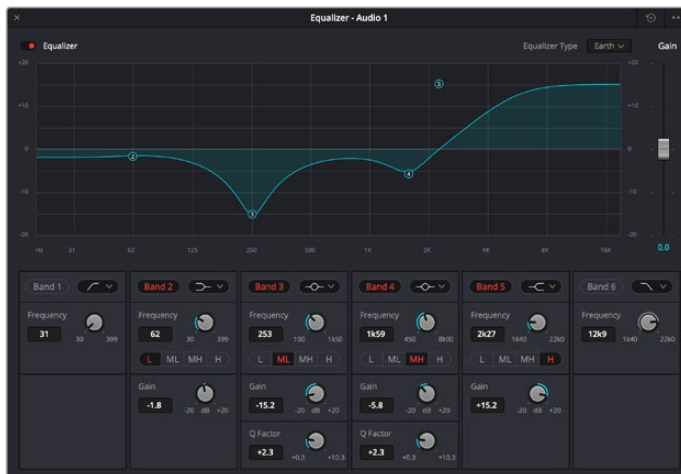 Equalizer - Audio 1
Equalizer
Equalizer Type Earth Gain
+20 +20
+10 +10
0 0
-10 -10
-20 -20
Hz 31 62 125 250 500 1K 2K 4K 8K 16K
2 3 4 5
0.0
Band 1 Band 2 Band 3 Band 4 Band 5 Band 6
Frequency Frequency Frequency Frequency Frequency Frequency
31 30 399 62 30 399 253 100 1k50 1k59 450 8k00 2k27 1k40 22k0 12k9 1k40 22k0
L ML MH H L ML MH H L ML MH H L ML MH H
Gain Gain Gain Gain
-1.8 -20 dB +20 -15.2 -20 dB +20 -5.8 -20 dB +20 +15.2 -20 dB +20
Q Factor Q Factor
+2.3 +0.3 +10.3 +2.3 +0.3 +10.3